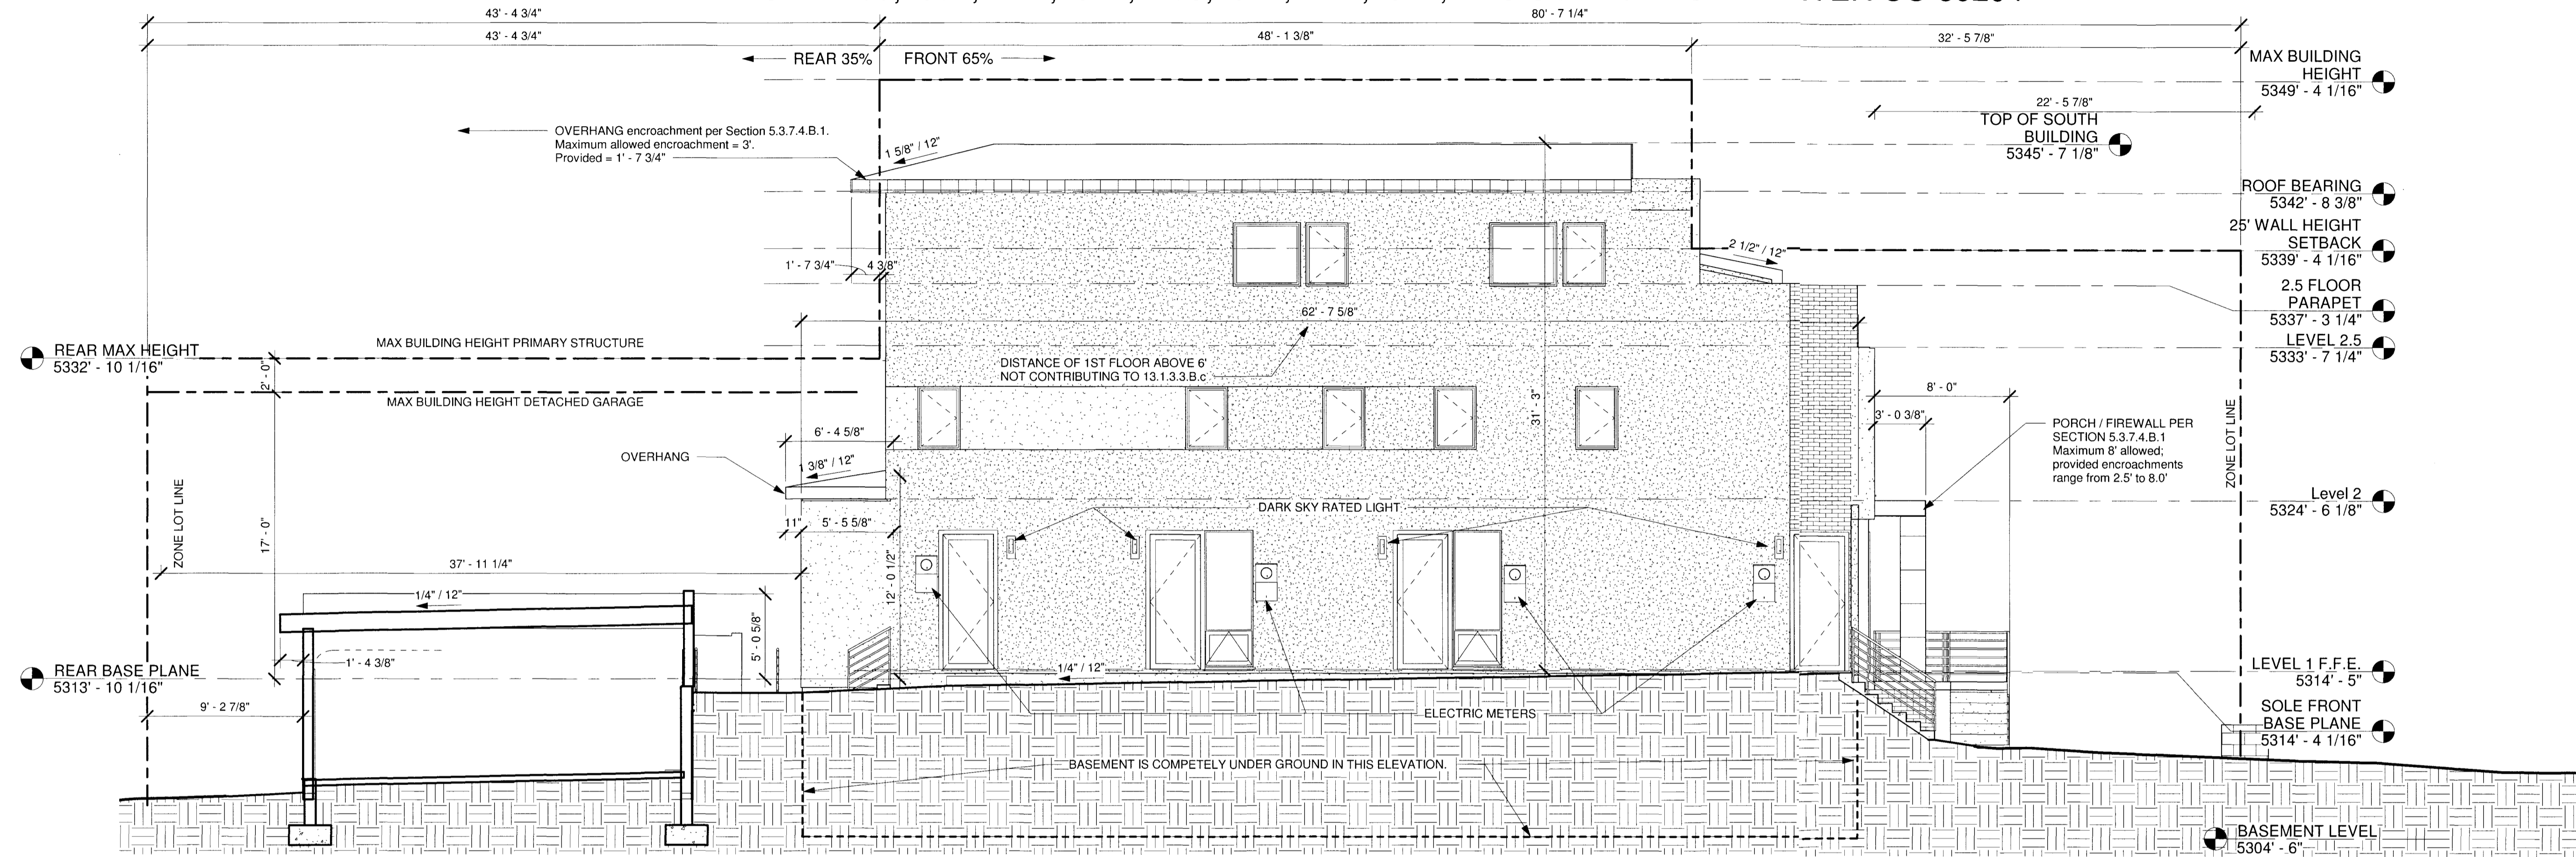 43' - 4 3/4"
80' - 7 1/4"
43' - 4 3/4"
48' - 1 3/8"
32' - 5 7/8"
REAR 35%
FRONT 65%
MAX BUILDING
HEIGHT
5349' - 4 1/16"
22' - 5 7/8"
TOP OF SOUTH
BUILDING
5345' - 7 1/8"
OVERHANG encroachment per Section 5.3.7.4.B.1.
Maximum allowed encroachment = 3'.
Provided = 1' - 7 3/4"
1 5/8" / 12"
ROOF BEARING
5342' - 8 3/8"
25' WALL HEIGHT
SETBACK
5339' - 4 1/16"
2 1/2" / 12"
1' - 7 3/4"
4 3/8"
2.5 FLOOR
PARAPET
5337' - 3 1/4"
62' - 7 5/8"
LEVEL 2.5
5333' - 7 1/4"
REAR MAX HEIGHT
5332' - 10 1/16"
MAX BUILDING HEIGHT PRIMARY STRUCTURE
2' - 0"
DISTANCE OF 1ST FLOOR ABOVE 6'
NOT CONTRIBUTING TO 13.1.3.3.B.c
MAX BUILDING HEIGHT DETACHED GARAGE
8' - 0"
3' - 0 3/8"
31' - 3"
PORCH / FIREWALL PER
SECTION 5.3.7.4.B.1
Maximum 8' allowed;
provided encroachments
range from 2.5' to 8.0'
ZONE LOT LINE
6' - 4 5/8"
OVERHANG
1 3/8" / 12"
ZONE LOT LINE
Level 2
5324' - 6 1/8"
DARK SKY RATED LIGHT
11"
5' - 5 5/8"
17' - 0"
37' - 11 1/4"
12' - 0 1/2"
1/4" / 12"
5' - 0 5/8"
1' - 4 3/8"
REAR BASE PLANE
5313' - 10 1/16"
1/4" / 12"
LEVEL 1 F.F.E.
5314' - 5"
9' - 2 7/8"
ELECTRIC METERS
SOLE FRONT
BASE PLANE
5314' - 4 1/16"
BASEMENT IS COMPETELY UNDER GROUND IN THIS ELEVATION.
BASEMENT LEVEL
5304' - 6"